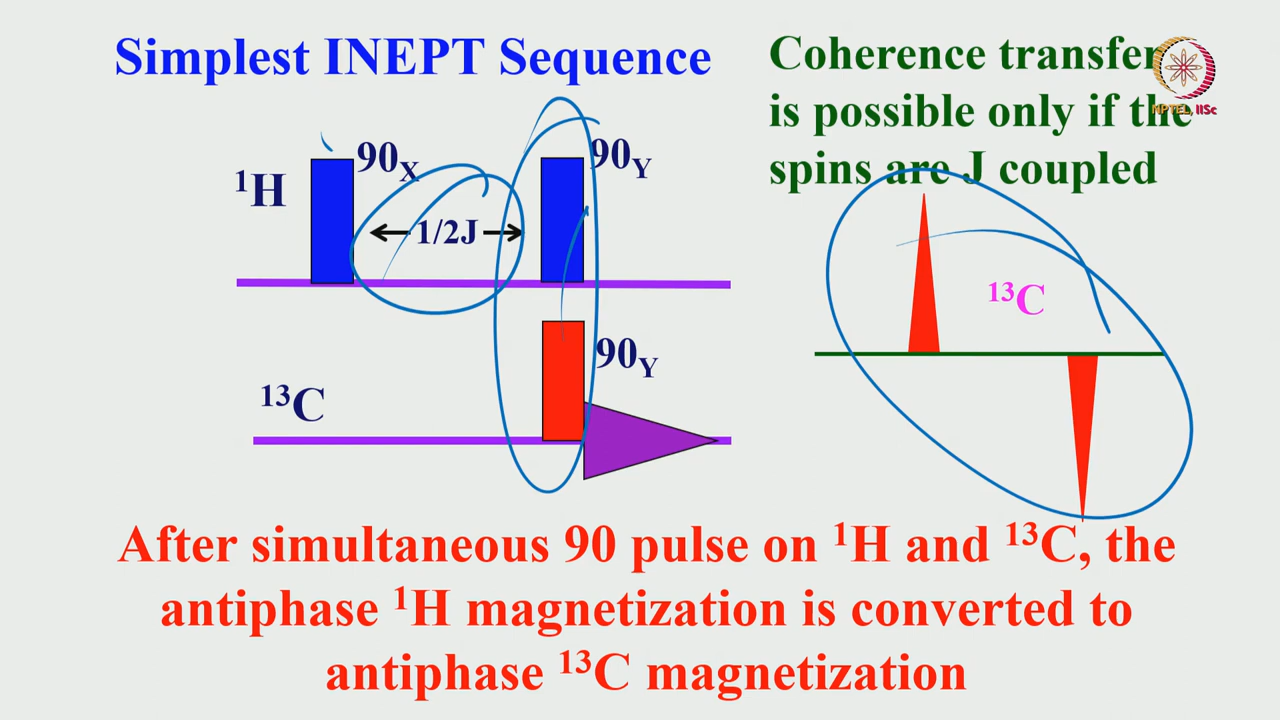 Simplest INEPT Sequence
Coherence transfer
is possible only if the
spins are J coupled
NPTEL, IISc
¹H
90X
1/2J
90Y
¹³C
90Y
¹³C
After simultaneous 90 pulse on ¹H and ¹³C, the
antiphase ¹H magnetization is converted to
antiphase ¹³C magnetization